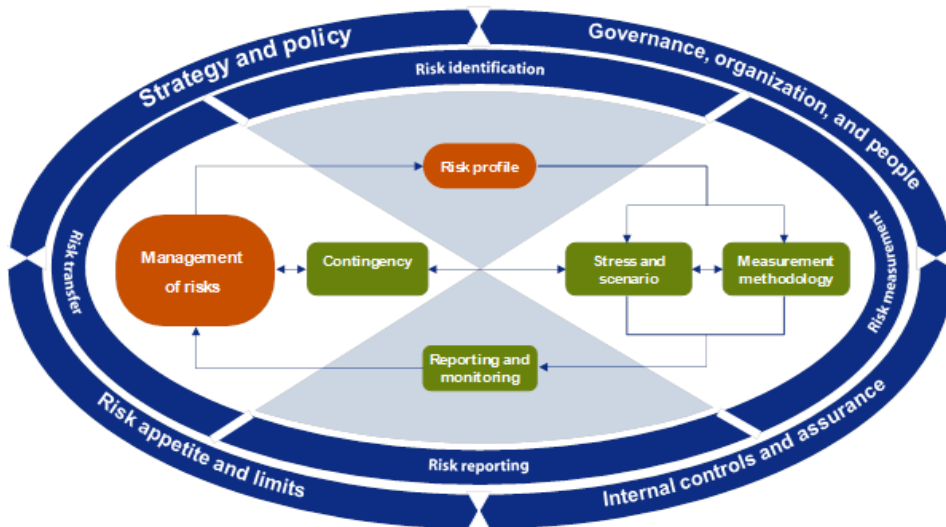 Strategy and policy
Governance, organization, and people
Risk identification
Risk profile
Risk transfer
Management
of risks
Contingency
Stress and
scenario
Measurement
methodology
Risk measurement
Reporting and
monitoring
Risk reporting
Risk appetite and limits
Internal controls and assurance